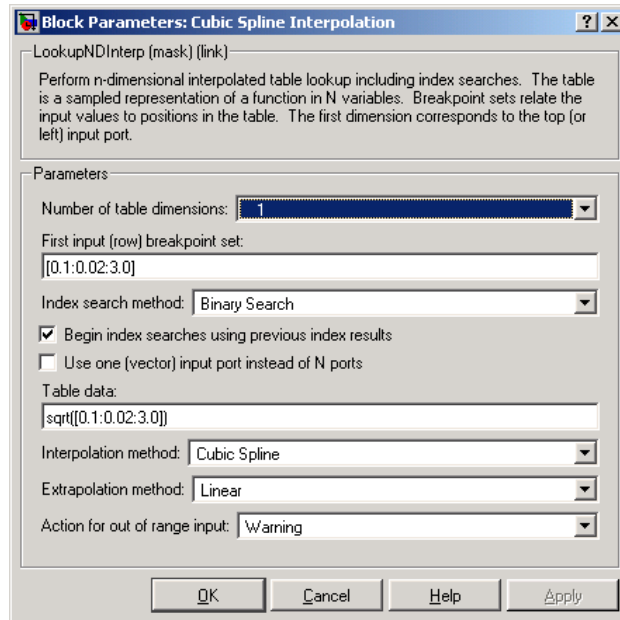 Block Parameters: Cubic Spline Interpolation
LookupNDInterp (mask) (link)
Perform n-dimensional interpolated table lookup including index searches. The table
is a sampled representation of a function in N variables. Breakpoint sets relate the
input values to positions in the table. The first dimension corresponds to the top (or
left) input port.
Parameters
Number of table dimensions: 1
First input (row) breakpoint set:
[0.1:0.02:3.0]
Index search method: Binary Search
Begin index searches using previous index results
Use one (vector) input port instead of N ports
Table data:
sqrt([0.1:0.02:3.0])
Interpolation method: Cubic Spline
Extrapolation method: Linear
Action for out of range input: Warning
OK Cancel Help Apply